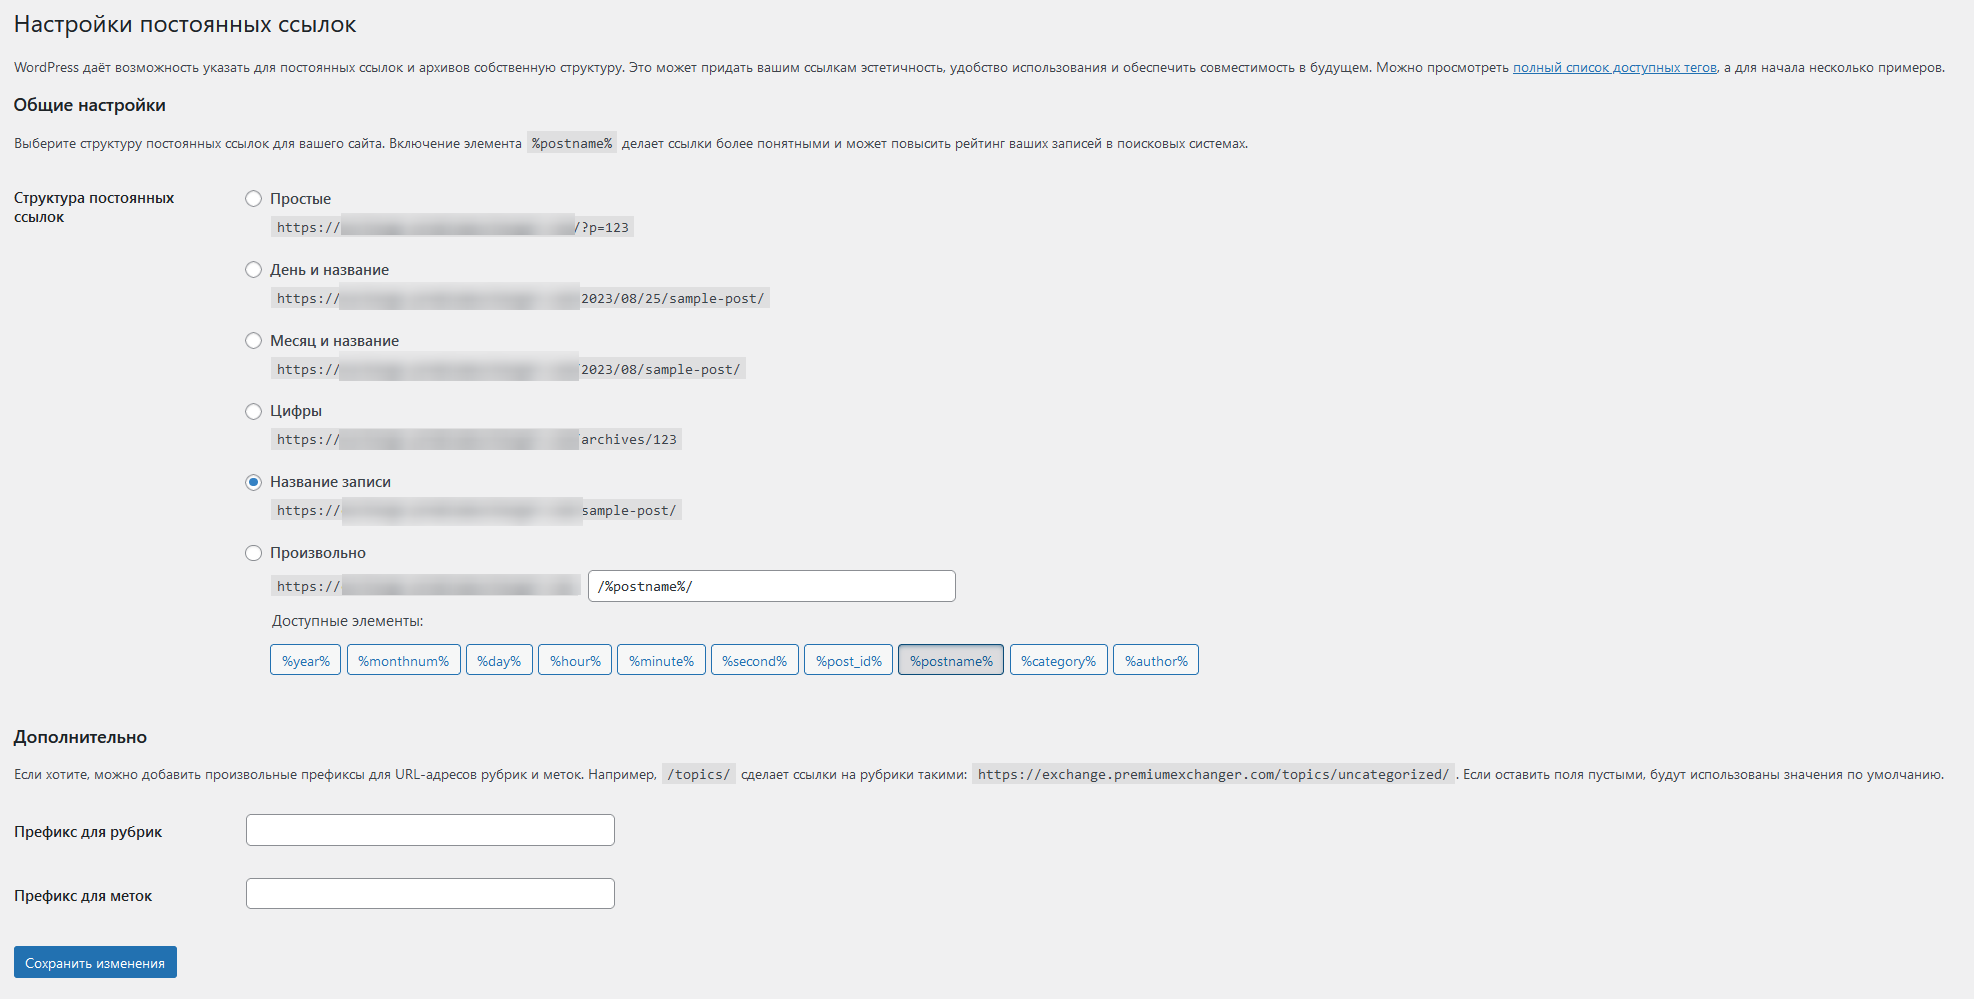 Настройки постоянных ссылок
WordPress даёт возможность указать для постоянных ссылок и архивов собственную структуру. Это может придать вашим ссылкам эстетичность, удобство использования и обеспечить совместимость в будущем. Можно просмотреть полный список доступных тегов, а для начала несколько примеров.
Общие настройки
Выберите структуру постоянных ссылок для вашего сайта. Включение элемента %postname% делает ссылки более понятными и может повысить рейтинг ваших записей в поисковых системах.
Структура постоянных
ссылок
Простые
https:// /?p=123
День и название
https:// 2023/08/25/sample-post/
Месяц и название
https:// 2023/08/sample-post/
Цифры
https:// archives/123
Название записи
https:// sample-post/
Произвольно
https:// /%postname%/
Доступные элементы:
%year% %monthnum% %day% %hour% %minute% %second% %post_id% %postname% %category% %author%
Дополнительно
Если хотите, можно добавить произвольные префиксы для URL-адресов рубрик и меток. Например, /topics/ сделает ссылки на рубрики такими: https://exchange.premiumexchanger.com/topics/uncategorized/ . Если оставить поля пустыми, будут использованы значения по умолчанию.
Префикс для рубрик
Префикс для меток
Сохранить изменения